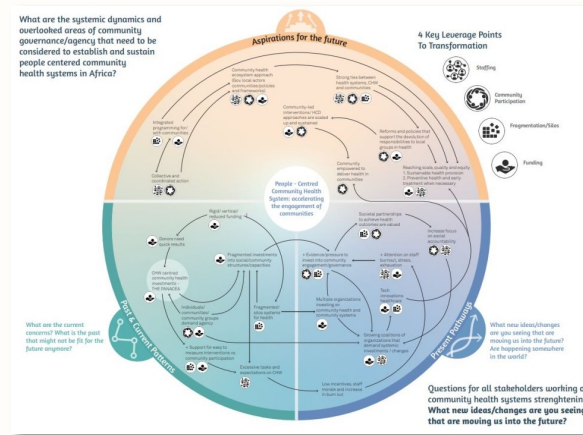 What are the systemic dynamics and
overlooked areas of community
governance/agency that need to be
considered to establish and sustain
people centered community
health systems in Africa?
Aspirations for the future
4 Key Leverage Points
To Transformation
Staffing
Community
Participation
Fragmentation/Silos
Funding
Community health
ecosystem approach
(how local actors
communities/policies
and frameworks)
Strong ties between
health systems, CHW
and communities
Integrated
programming for
with communities
Community-led
interventions/ HCD
approaches are scaled
up and sustained
Reforms and policies that
support the devolution of
responsibilities to local
groups in health
Collective and
coordinated action
Community
empowered to
deliver health in
communities
Reaching scale, quality and equity
1. Sustainable health provision
2. Preventive health and early
treatment when necessary
People - Centred
Community Health
System: accelerating
the engagement of
communities
Rigid/ vertical/
reduced funding
Donors need
quick results
Fragmented investments
into social/community
structures/capacities
CHW centred
community health
investments -
THE PANACEA
Individuals/
communities/
community groups
demand agency
Fragmented/
silos systems
for health
+ Support for easy to
measure interventions vs
community participation
Excessive tasks and
expectations on CHW
Past & Current Patterns
Societal partnerships
to achieve health
outcomes are valued
Increase focus
on social
accountability
+ Evidence pressure to
invest into community
engagement/governance
+ Attention on staff
burnout, stress,
exhaustion
Tech
innovations
healthcare
Multiple organizations
investing on
community health and
community systems
Growing coalitions of
organizations that
demand systemic
investments / changes
Low incentives, staff
morale and increase
in burn out
Present Pathways
What are the current
concerns? What is the past
that might not be fit for the
future anymore?
What new ideas/changes
are you seeing that are
moving us into the future?
Are happening somewhere
in the world?
Questions for all stakeholders working o
community health systems strenghtenin
What new ideas/changes are you seeing
that are moving us into the future?